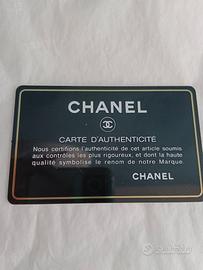 CHANEL
CARTE D'AUTHENTICITÉ
Nous certifions l'authenticité de cet article soumis
aux contrôles les plus rigoureux, et dont la haute
qualité symbolise le renom de notre Marque
CHANEL
subito